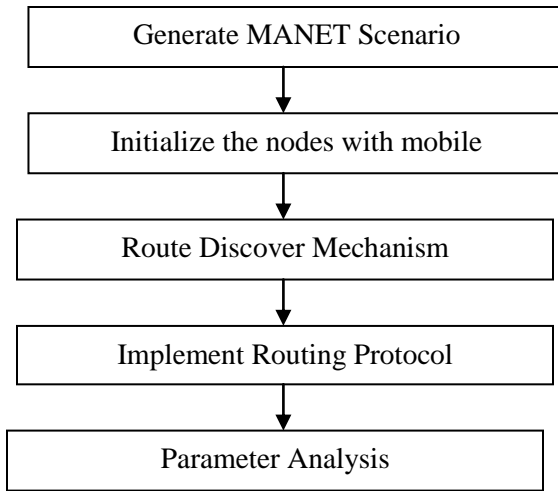 Generate MANET Scenario
Initialize the nodes with mobile
Route Discover Mechanism
Implement Routing Protocol
Parameter Analysis